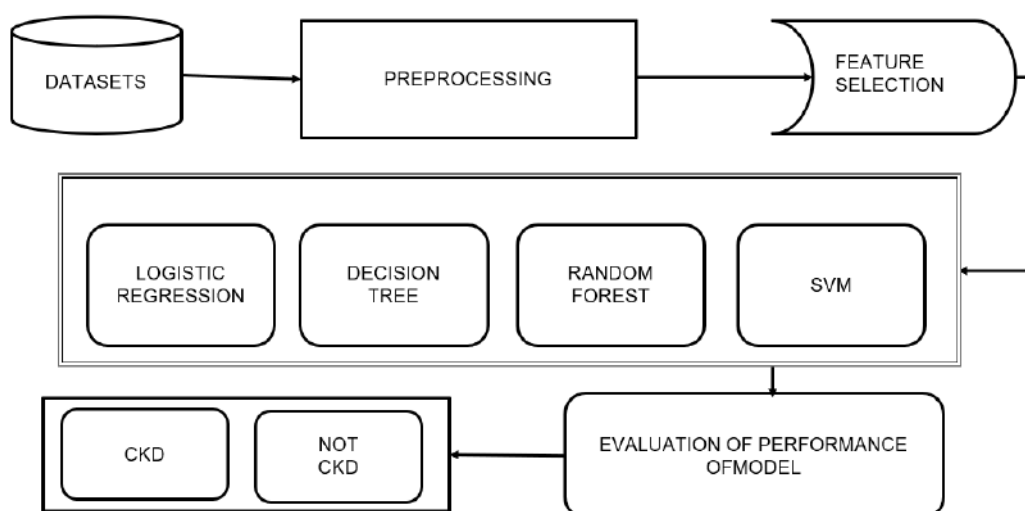 DATASETS
PREPROCESSING
FEATURE
SELECTION
LOGISTIC
REGRESSION
DECISION
TREE
RANDOM
FOREST
SVM
CKD
NOT
CKD
EVALUATION OF PERFORMANCE
OFMODEL